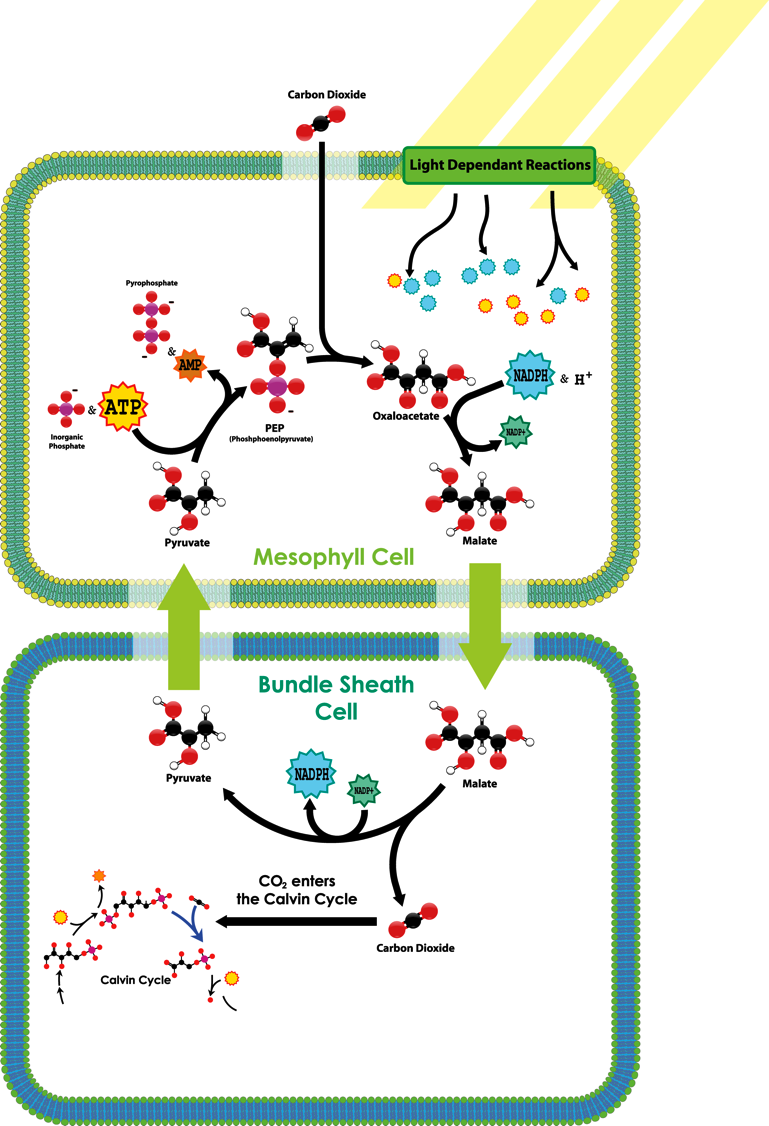 Carbon Dioxide
Light Dependant Reactions
Pyrophosphate
-
-
& AMP
-
& ATP
Inorganic
Phosphate
-
PEP
(Phoshphoenolpyruvate)
Oxaloacetate
NADPH & H+
NADP+
Pyruvate
Malate
Mesophyll Cell
Bundle Sheath
Cell
Pyruvate
NADPH
NADP+
Malate
CO₂ enters
the Calvin Cycle
Carbon Dioxide
Calvin Cycle